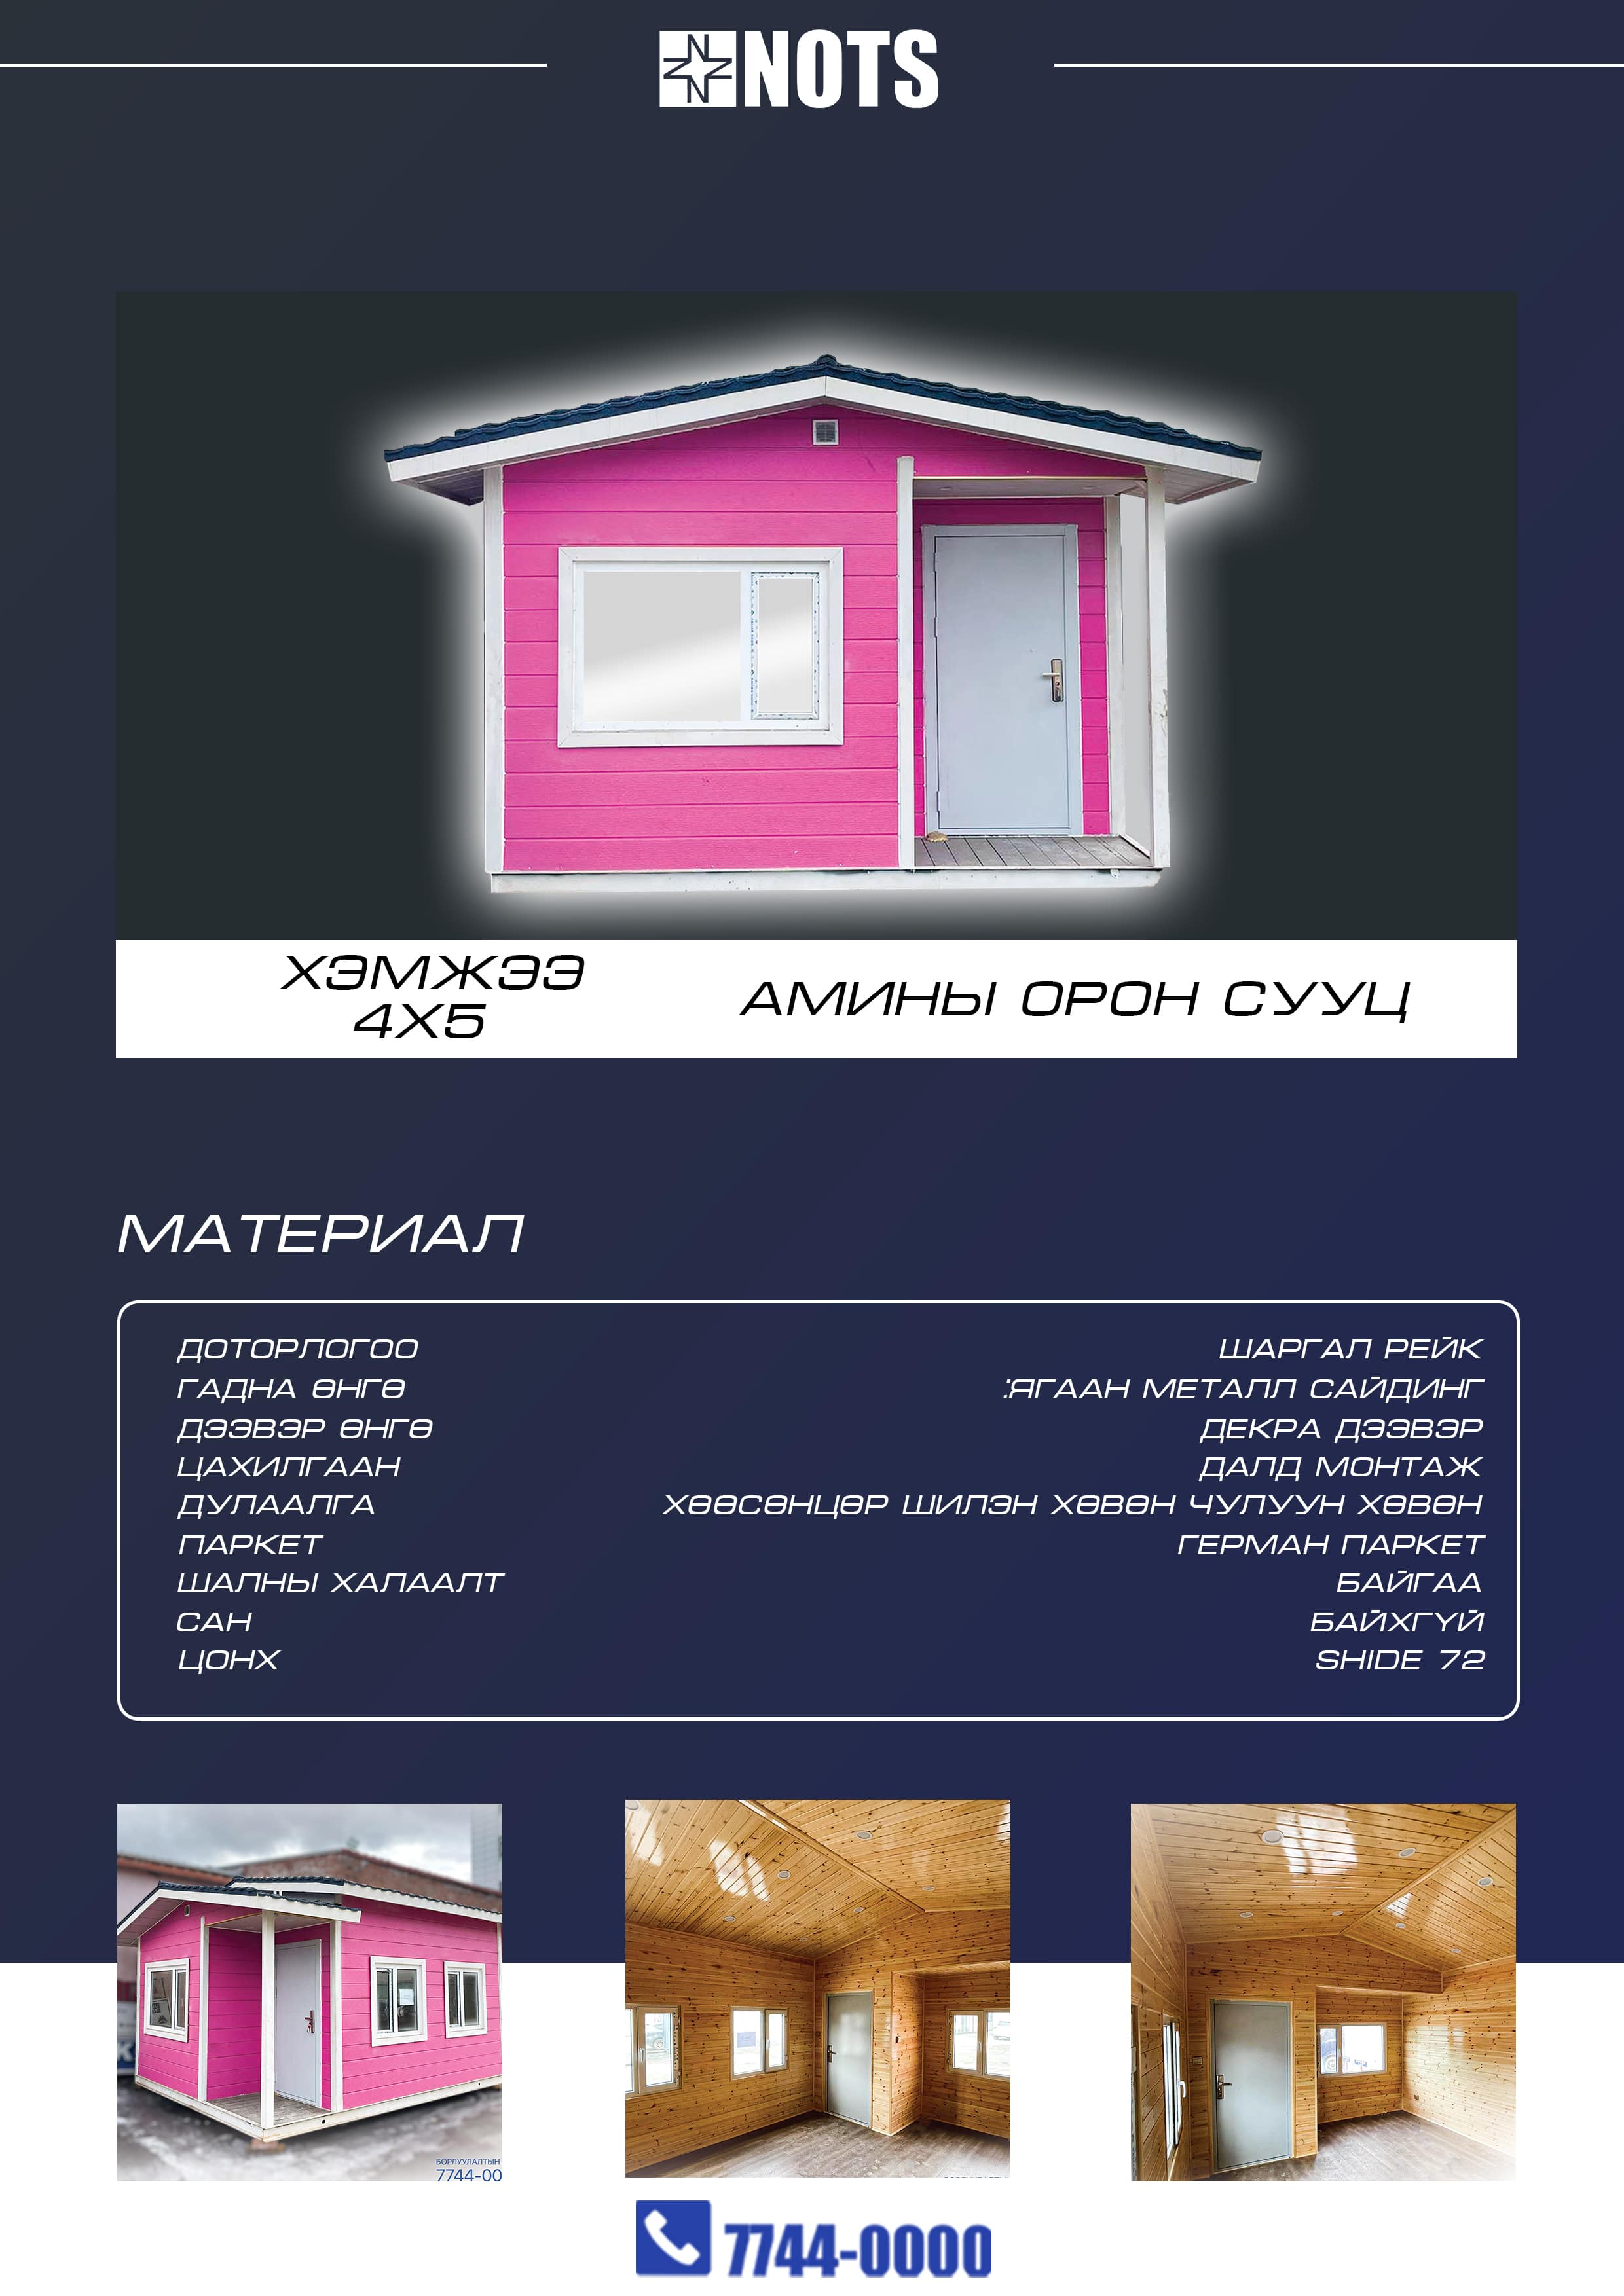 NOTS
ХЭМЖЭЭ
4X5
АМИНЫ ОРОН СУУЦ
МАТЕРИАЛ
ДОТОРЛОГОО ШАРГАЛ РЕЙК
ГАДНА ӨНГӨ :ЯГААН МЕТАЛЛ САЙДИНГ
ДЭЭВЭР ӨНГӨ ДЕКРА ДЭЭВЭР
ЦАХИЛГААН ДАЛД МОНТАЖ
ДУЛААЛГА ХӨӨСӨНЦӨР ШИЛЭН ХӨВӨН ЧУЛУУН ХӨВӨН
ПАРКЕТ ГЕРМАН ПАРКЕТ
ШАЛНЫ ХАЛААЛТ БАЙГАА
САН БАЙХГҮЙ
ЦОНХ SHIDE 72
БОРЛУУЛАЛТЫН
7744-00
7744-0000